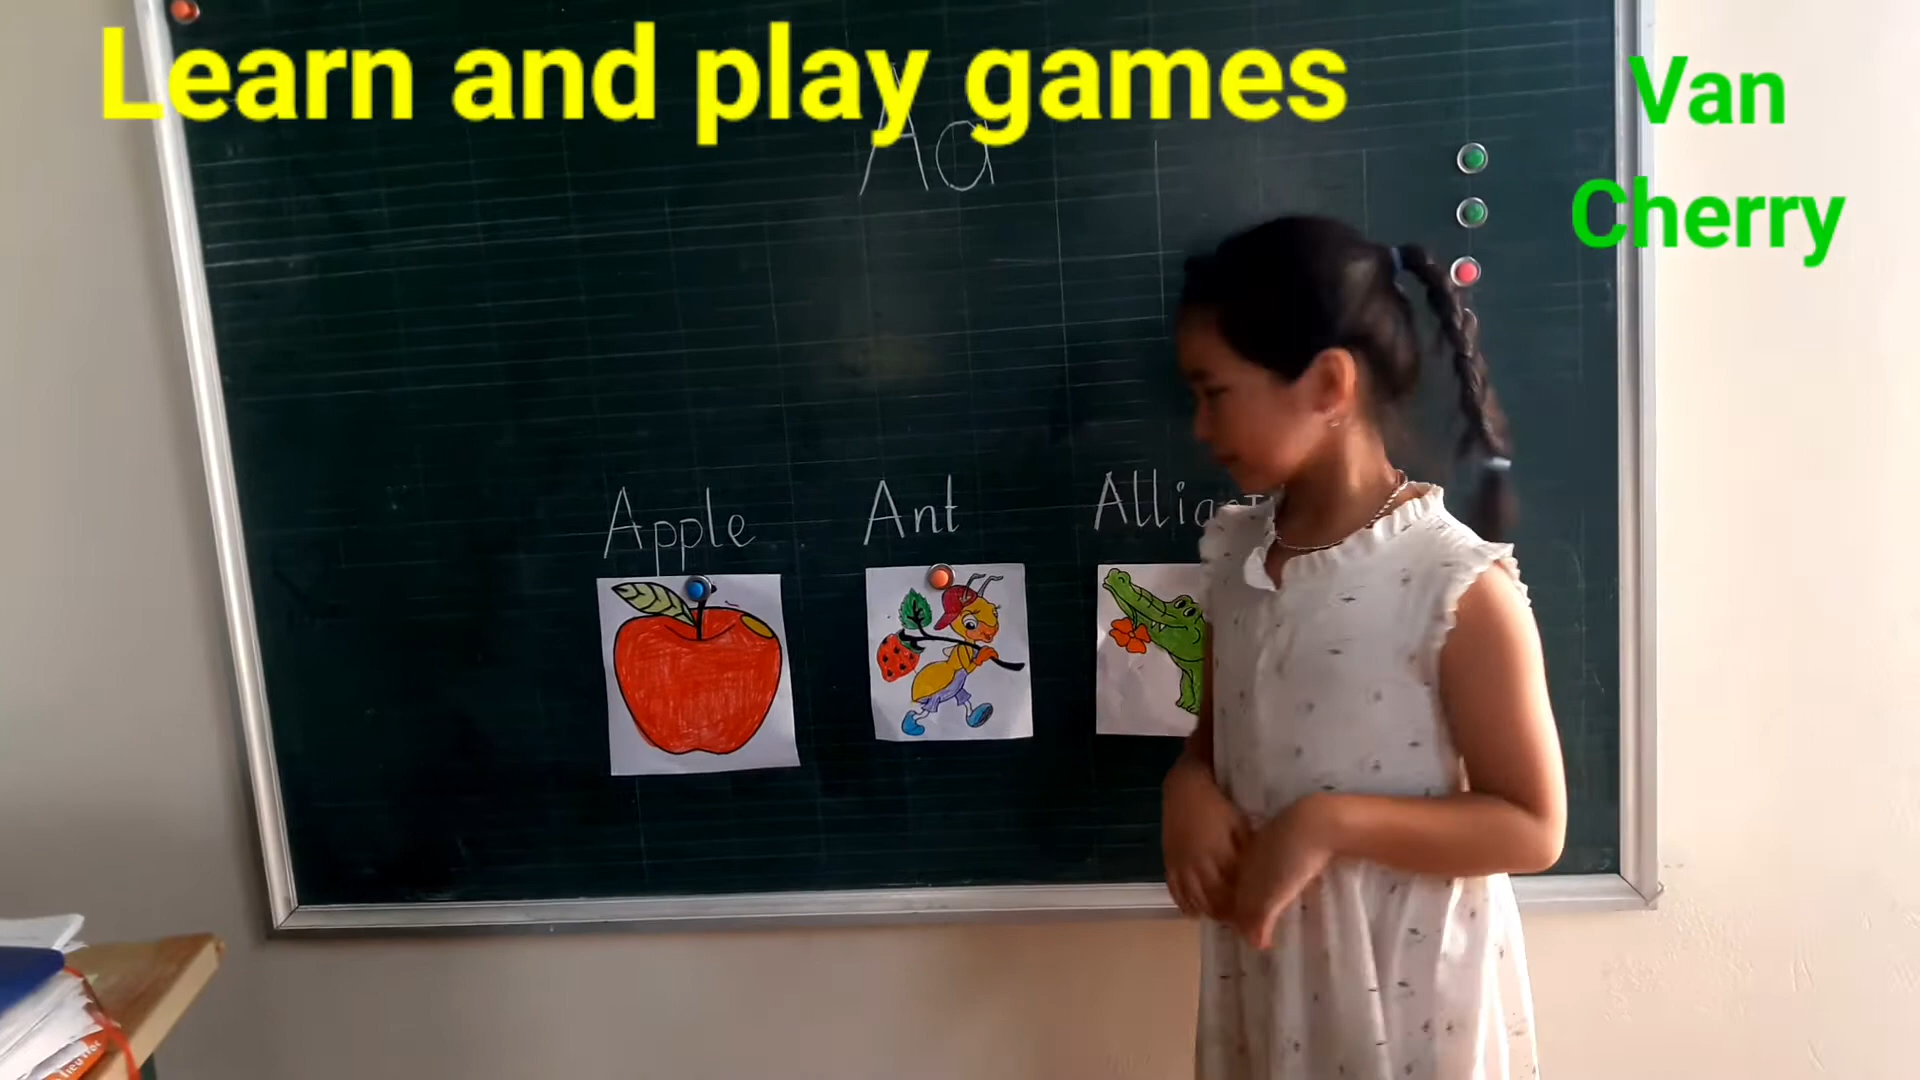 Learn and play games
Van
Cherry
Aa
Apple
Ant